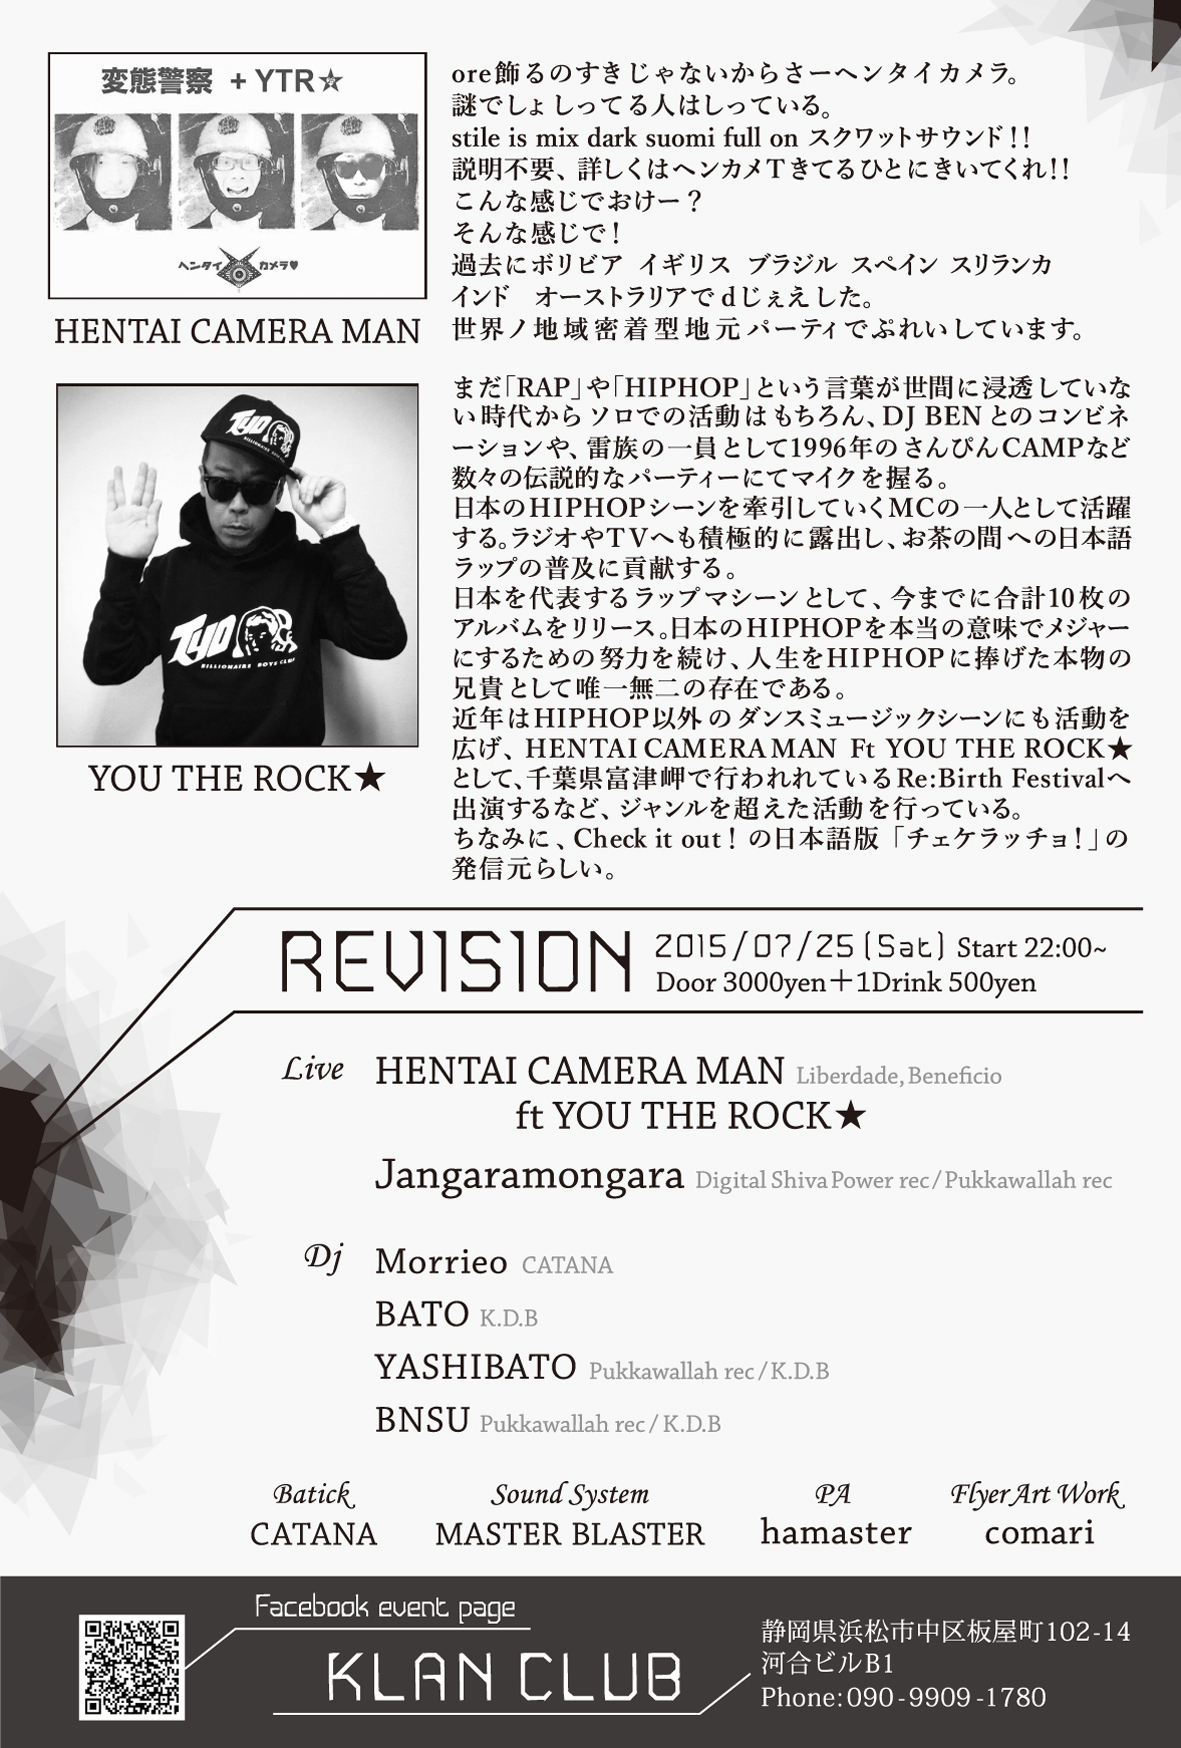 変態警察 + YTR★
ヘンタイ カメラ♥
HENTAI CAMERA MAN
ore飾るのすきじゃないからさーヘンタイカメラ。
謎でしょ しってる人はしっている。
stile is mix dark suomi full on スクワットサウンド!!
説明不要、詳しくはヘンカメTきてるひとにきいてくれ!!
こんな感じでおけー?
そんな感じで!
過去にボリビア イギリス ブラジル スペイン スリランカ
インド オーストラリアでdじぇえした。
世界ノ地域密着型地元パーティでぷれいしています。
TYO
BILLIONAIRE BOYS CLUB
YOU THE ROCK★
まだ「RAP」や「HIPHOP」という言葉が世間に浸透していな
い時代からソロでの活動はもちろん、DJ BENとのコンビネ
ーションや、雷族の一員として1996年のさんぴんCAMPなど
数々の伝説的なパーティーにてマイクを握る。
日本のHIPHOPシーンを牽引していくMCの一人として活躍
する。ラジオやTVへも積極的に露出し、お茶の間への日本語
ラップの普及に貢献する。
日本を代表するラップマシーンとして、今までに合計10枚の
アルバムをリリース。日本のHIPHOPを本当の意味でメジャー
にするための努力を続け、人生をHIPHOPに捧げた本物の
兄貴として唯一無二の存在である。
近年はHIPHOP以外のダンスミュージックシーンにも活動を
広げ、HENTAI CAMERA MAN Ft YOU THE ROCK★
として、千葉県富津岬で行われれているRe:Birth Festivalへ
出演するなど、ジャンルを超えた活動を行っている。
ちなみに、Check it out! の日本語版「チェケラッチョ!」の
発信元らしい。
REVISION
2015/07/25(Sat) Start 22:00~
Door 3000yen＋1Drink 500yen
Live
HENTAI CAMERA MAN Liberdade, Beneficio
ft YOU THE ROCK★
Jangaramongara Digital Shiva Power rec/Pukkawallah rec
Dj
Morrieo CATANA
BATO K.D.B
YASHIBATO Pukkawallah rec/K.D.B
BNSU Pukkawallah rec/K.D.B
Batick
CATANA
Sound System
MASTER BLASTER
PA
hamaster
Flyer Art Work
comari
Facebook event page
KLAN CLUB
静岡県浜松市中区板屋町102-14
河合ビルB1
Phone:090-9909-1780